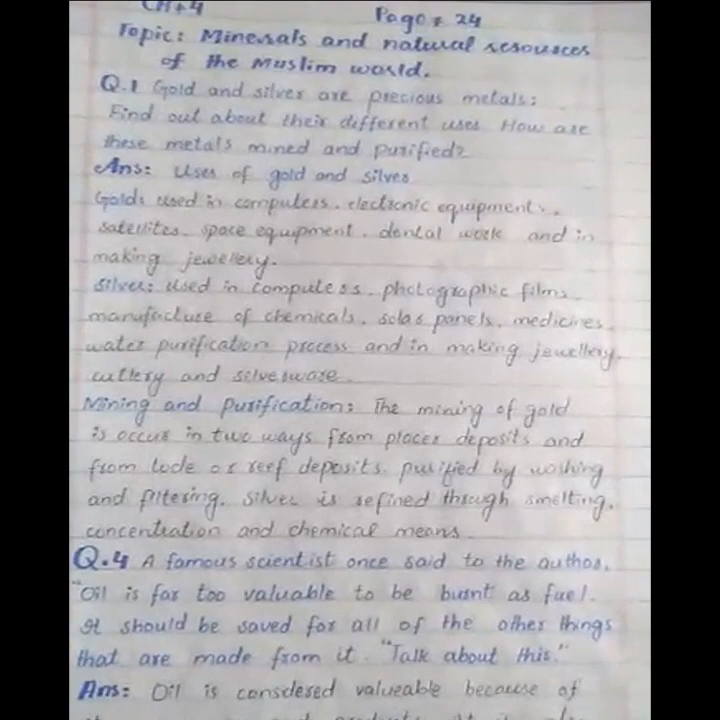 CH # 4 Page # 24
Topic: Minerals and natural resources
of the Muslim world.
Q.1 Gold and silver are precious metals:
Find out about their different uses How are
these metals mined and purified?
Ans: Uses of gold and silver
Gold: used in computers, electronic equipments,
satellites, space equipment, dental work and in
making jewellery.
Silver: used in computers, photographic films,
manufacture of chemicals, solar panels, medicines,
water purification process and in making jewellery,
cutlery and silverware.
Mining and Purification: The mining of gold
is occur in two ways from placer deposits and
from lode or reef deposits. purified by washing
and filtering. Silver is refined through smelting,
concentration and chemical means.
Q.4 A famous scientist once said to the author,
"Oil is far too valuable to be burnt as fuel.
It should be saved for all of the other things
that are made from it. "Talk about this."
Ans: Oil is consdered valueable because of